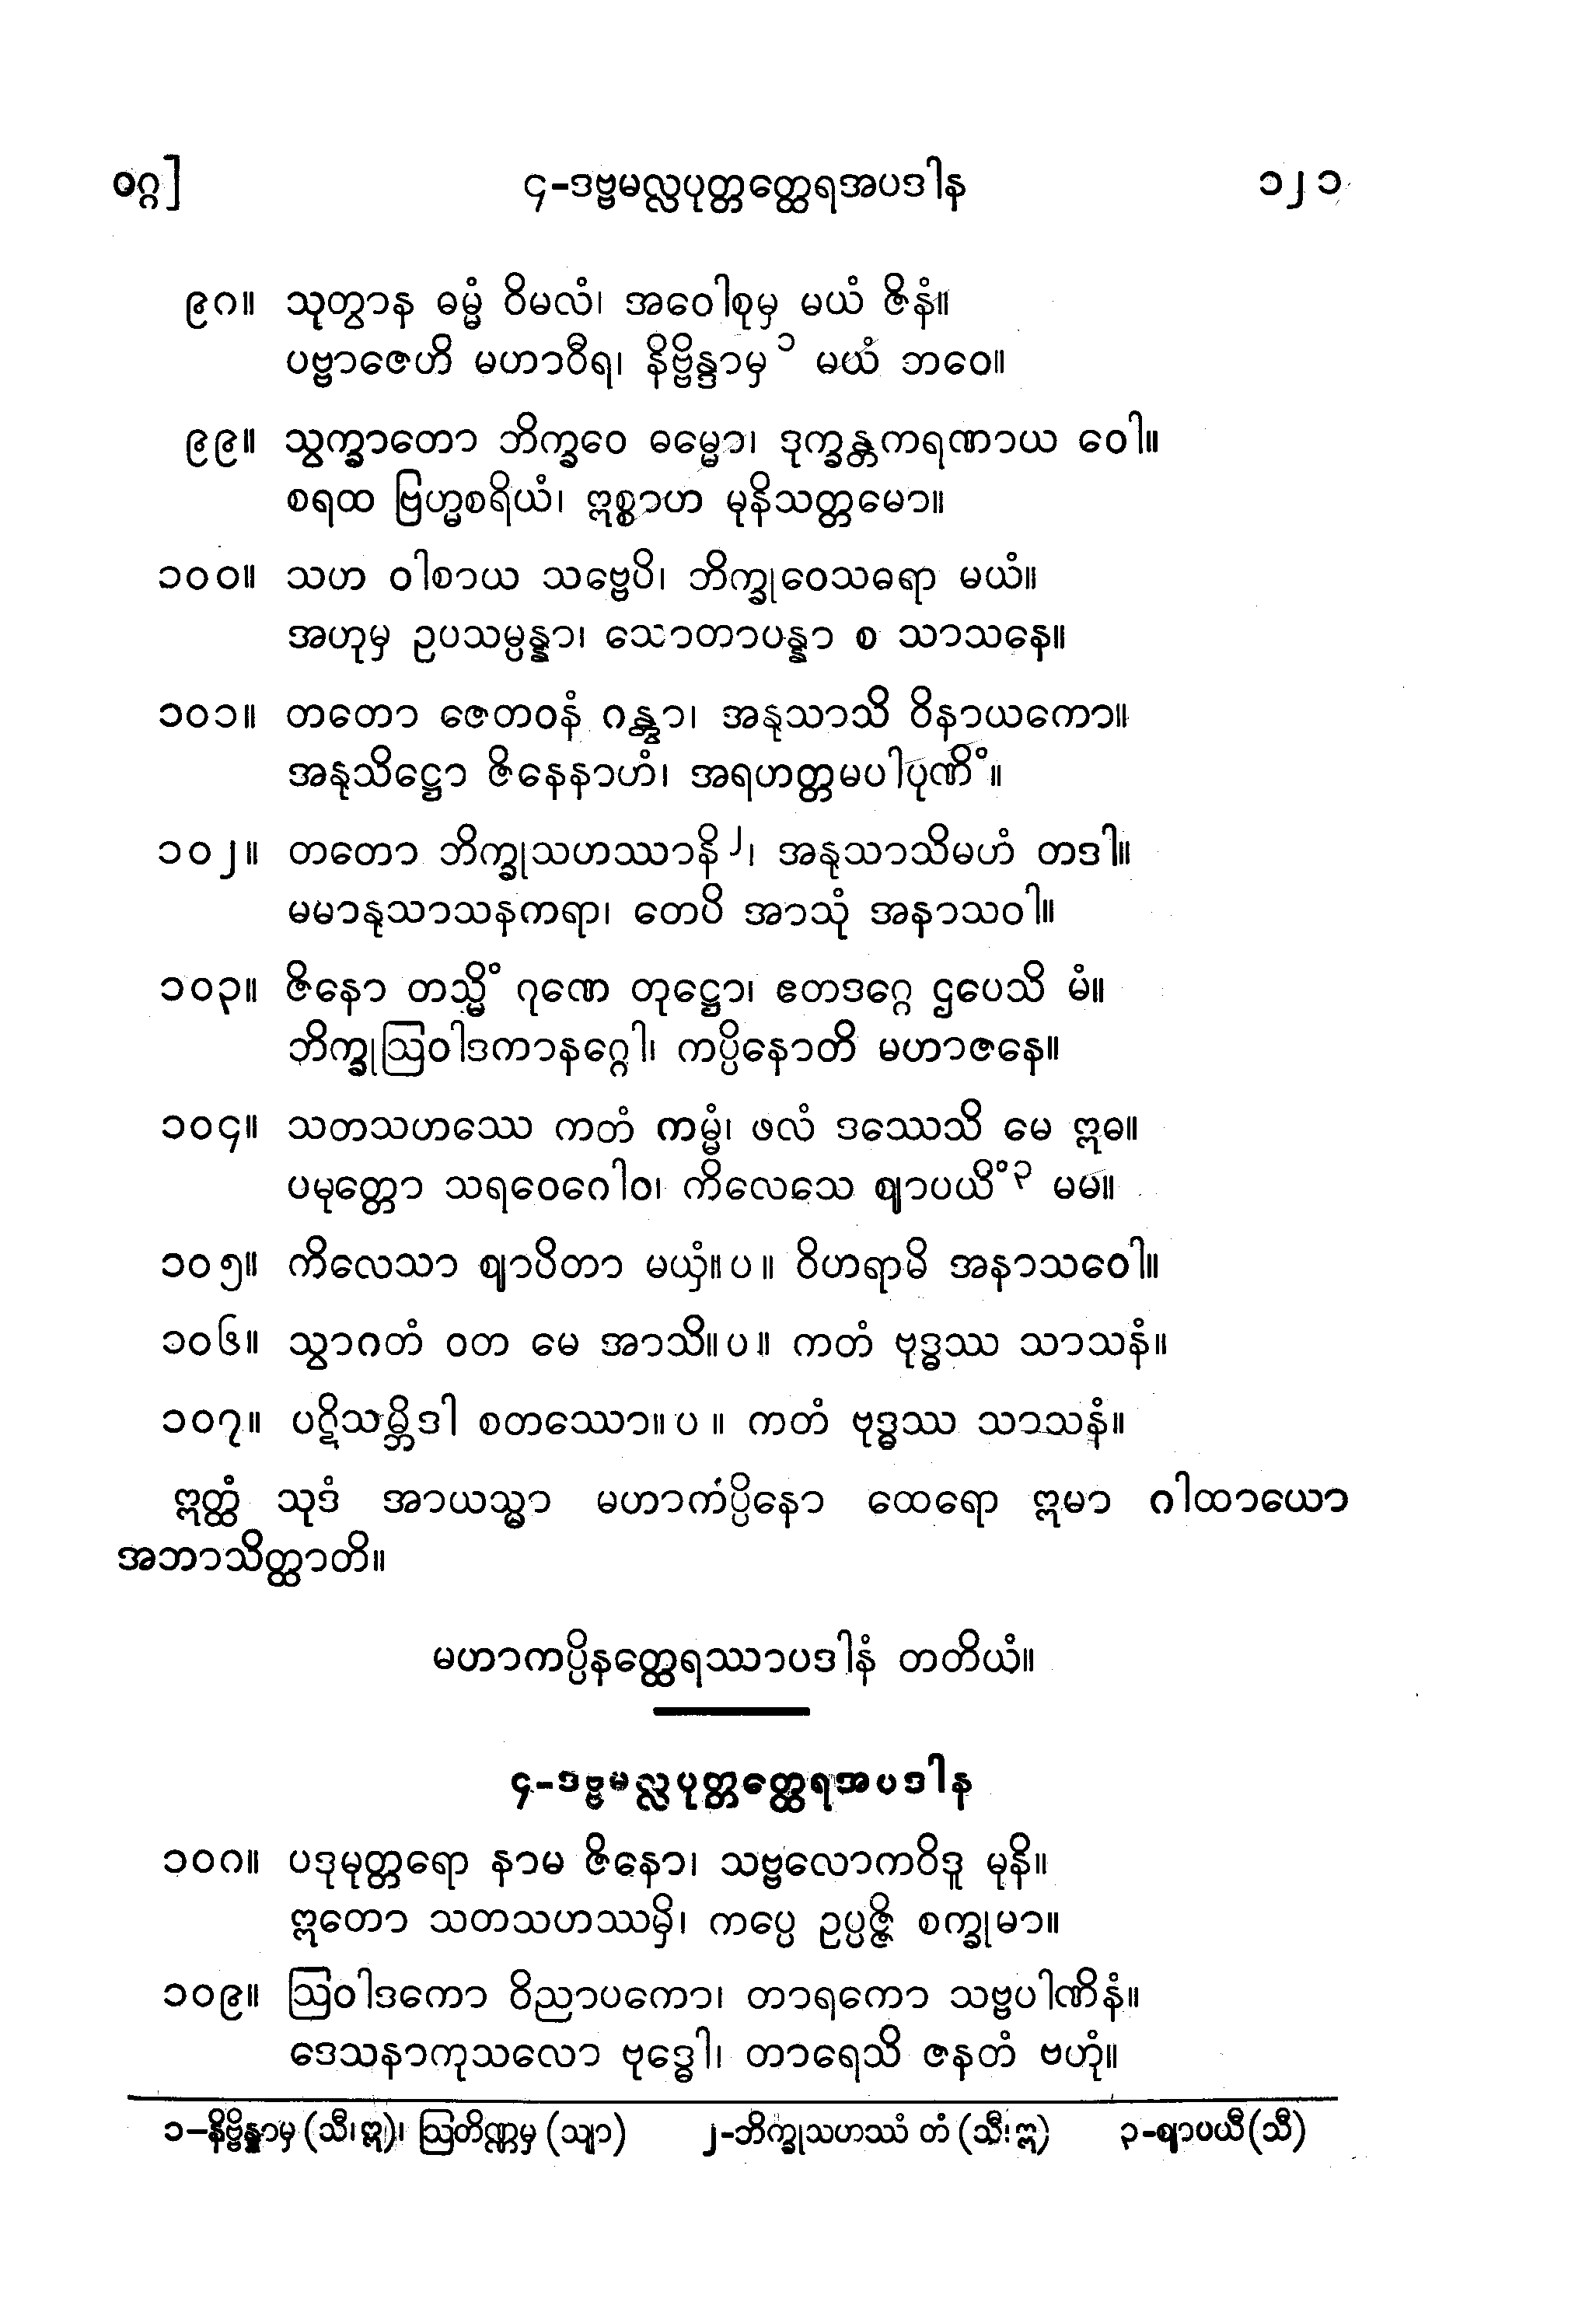 ဝဂ္ဂ] ၄-ဒဗ္ဗမလ္လပုတ္တတ္ထေရအပဒါန ၁၂၁
၉၈။ သုတွာန ဓမ္မံ ဝိမလံ၊ အဝေါစုမှ မယံ ဇိနံ။
ပဗ္ဗာဇေဟိ မဟာဝီရ၊ နိဗ္ဗိန္ဒာမှ ၁ မယံ ဘဝေ။
၉၉။ သွက္ခာတော ဘိက္ခဝေ ဓမ္မော၊ ဒုက္ခန္တကရဏာယ ဝေါ။
စရထ ဗြဟ္မစရိယံ၊ ဣစ္စာဟ မုနိသတ္တမော။
၁၀၀။ သဟ ဝါစာယ သဗ္ဗေပိ၊ ဘိက္ခုဝေသဓရာ မယံ။
အဟုမှ ဥပသမ္ပန္နာ၊ သောတာပန္နာ စ သာသနေ။
၁၀၁။ တတော ဇေတဝနံ ဂန္တွာ၊ အနုသာသိ ဝိနာယကော။
အနုသိဋ္ဌော ဇိနေနာဟံ၊ အရဟတ္တမပါပုဏိံ။
၁၀၂။ တတော ဘိက္ခုသဟဿာနိ ၂၊ အနုသာသိမဟံ တဒါ။
မမာနုသာသနကရာ၊ တေပိ အာသုံ အနာသဝါ။
၁၀၃။ ဇိနော တသ္မိံ ဂုဏေ တုဋ္ဌော၊ ဧတဒဂ္ဂေ ဌပေသိ မံ။
ဘိက္ခုဩဝါဒကာနဂ္ဂေါ၊ ကပ္ပိနောတိ မဟာဇနေ။
၁၀၄။ သတသဟဿေ ကတံ ကမ္မံ၊ ဖလံ ဒဿေသိ မေ ဣဓ။
ပမုတ္တော သရဝေဂေါဝ၊ ကိလေသေ ဈာပယိံ ၃ မမ။
၁၀၅။ ကိလေသာ ဈာပိတာ မယှံ။ ပ ။ ဝိဟရာမိ အနာသဝေါ။
၁၀၆။ သွာဂတံ ဝတ မေ အာသိ။ ပ ။ ကတံ ဗုဒ္ဓဿ သာသနံ။
၁၀၇။ ပဋိသမ္ဘိဒါ စတဿော။ ပ ။ ကတံ ဗုဒ္ဓဿ သာသနံ။
ဣတ္ထံ သုဒံ အာယသ္မာ မဟာကပ္ပိနော ထေရော ဣမာ ဂါထာယော
အဘာသိတ္ထာတိ။
မဟာကပ္ပိနတ္ထေရဿာပဒါနံ တတိယံ။
၄-ဒဗ္ဗမလ္လပုတ္တတ္ထေရအပဒါန
၁၀၈။ ပဒုမုတ္တရော နာမ ဇိနော၊ သဗ္ဗလောကဝိဒူ မုနိ။
ဣတော သတသဟဿမှိ၊ ကပ္ပေ ဥပ္ပဇ္ဇိ စက္ခုမာ။
၁၀၉။ ဩဝါဒကော ဝိညာပကော၊ တာရကော သဗ္ဗပါဏိနံ။
ဒေသနာကုသလော ဗုဒ္ဓေါ၊ တာရေသိ ဇနတံ ဗဟုံ။
၁-နိဗ္ဗိန္နာမှ (သီ၊ ဣ)၊ ဩတိဏ္ဏမှ (သျာ) ၂-ဘိက္ခုသဟဿံ တံ (သီ၊ ဣ) ၃-ဈာပယီ (သီ)